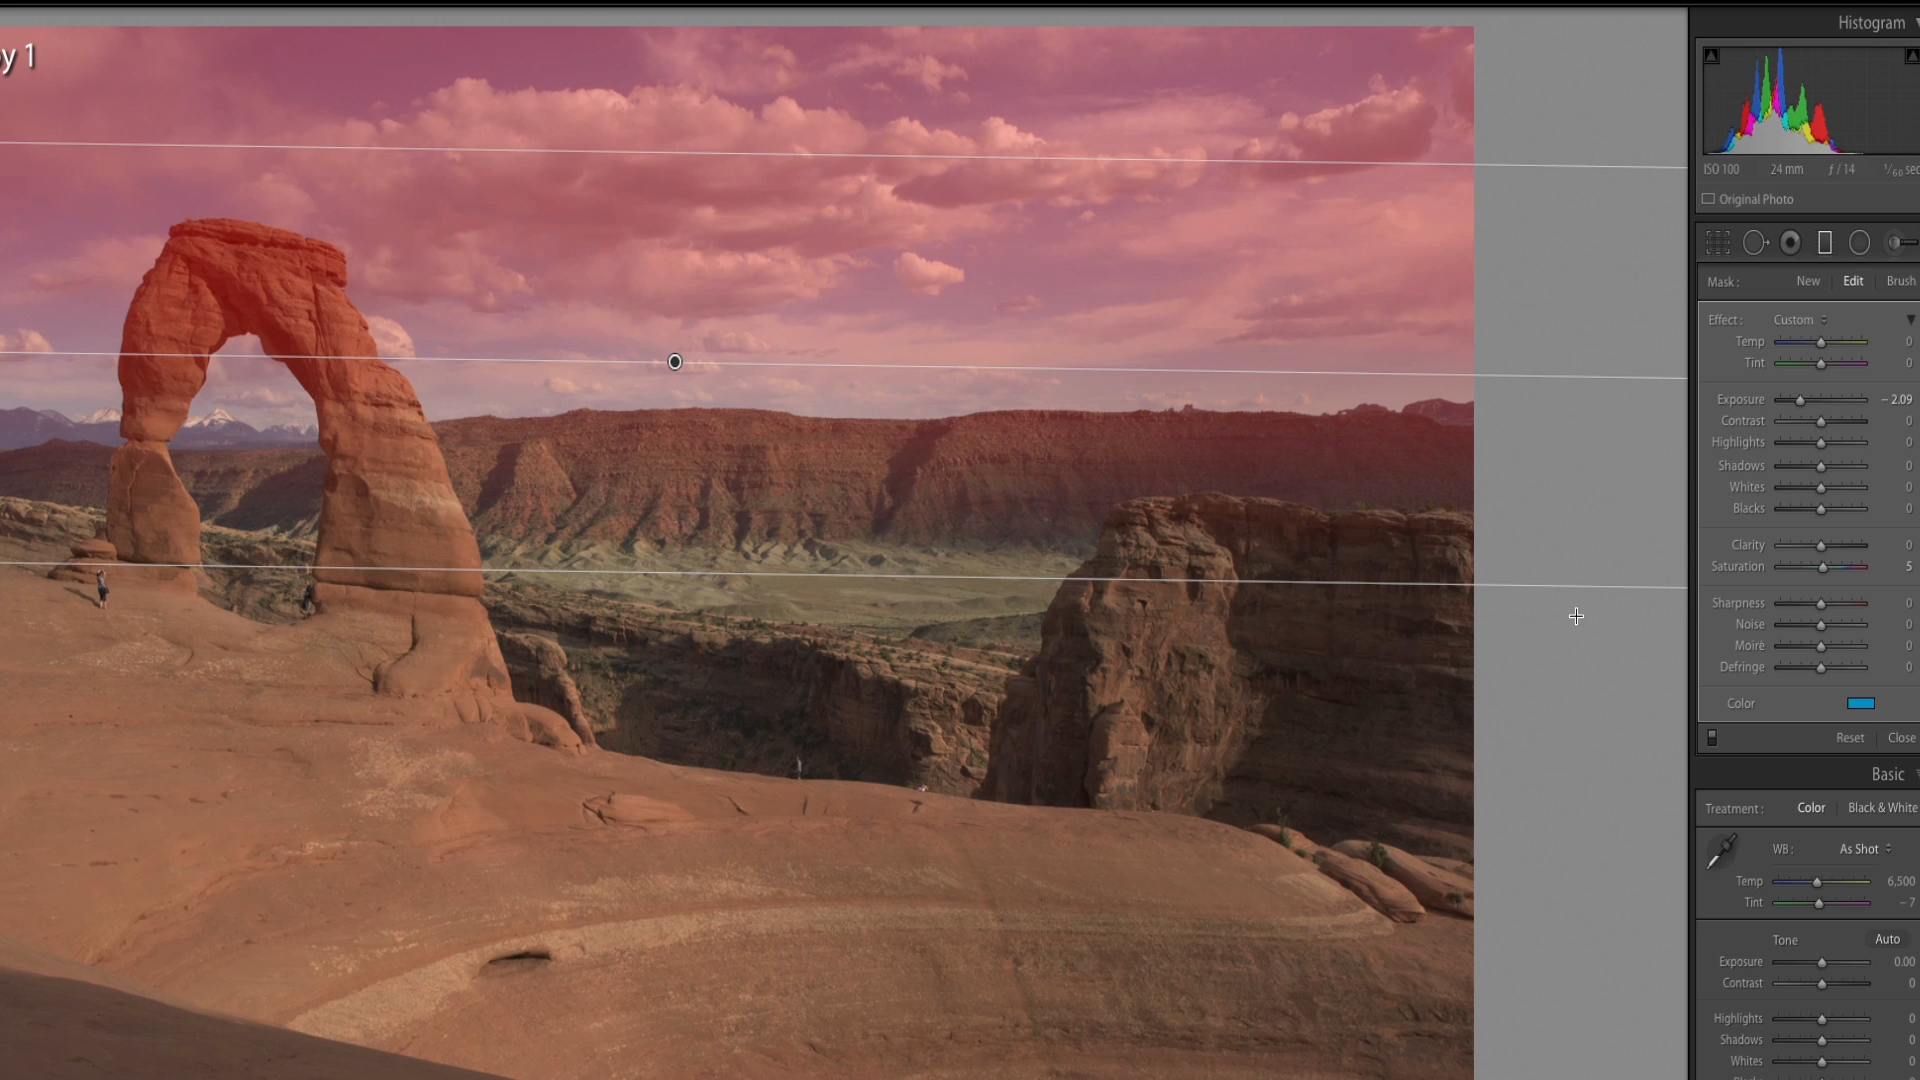 y 1
Histogram
ISO 100 24 mm ƒ / 14 1/60 sec
Original Photo
Mask : New Edit Brush
Effect : Custom
Temp 0
Tint 0
Exposure – 2.09
Contrast 0
Highlights 0
Shadows 0
Whites 0
Blacks 0
Clarity 0
Saturation 5
Sharpness 0
Noise 0
Moiré 0
Defringe 0
Color
Reset Close
Basic
Treatment : Color Black & White
WB : As Shot
Temp 6,500
Tint – 7
Tone Auto
Exposure 0.00
Contrast 0
Highlights 0
Shadows 0
Whites 0